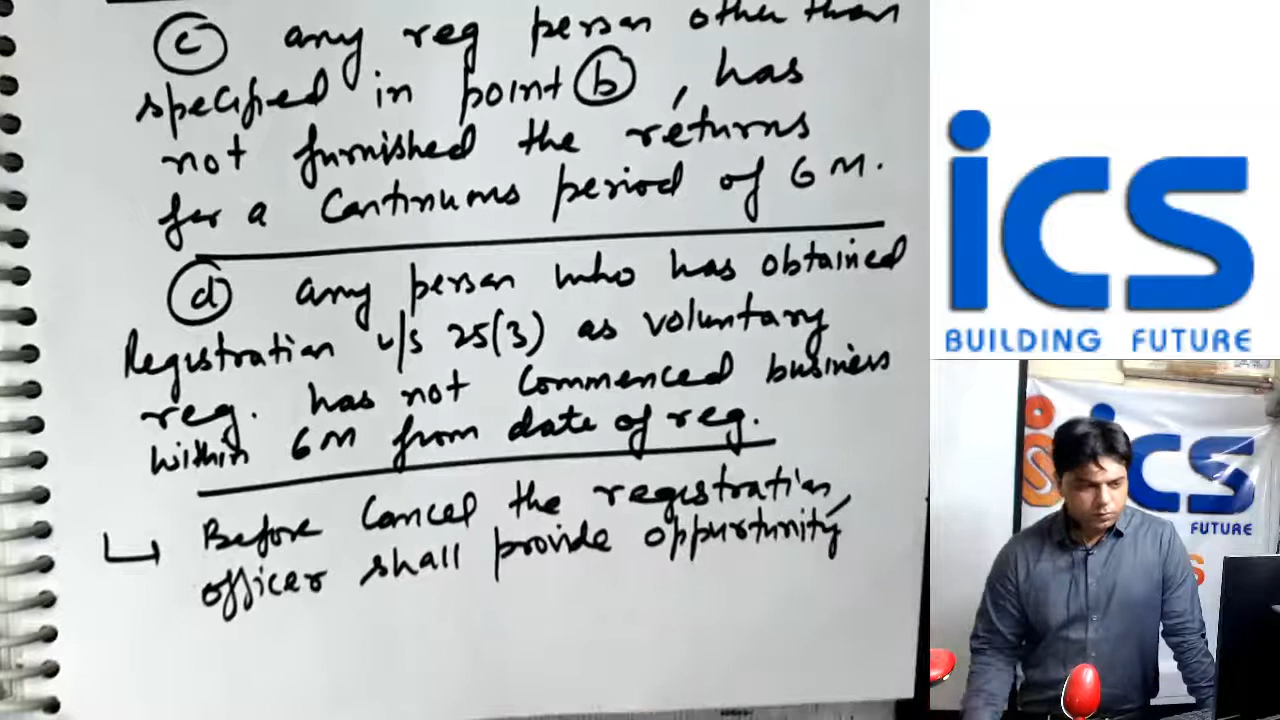 c any reg person other than
specified in point b, has
not furnished the returns
for a Continuous period of 6 M.
d any person who has obtained
Registration u/s 25(3) as voluntary
reg. has not Commenced business
within 6M from date of reg.
Before Cancel the registration,
officer shall provide oppurtunity
ics
BUILDING FUTURE
ics
FUTURE
S